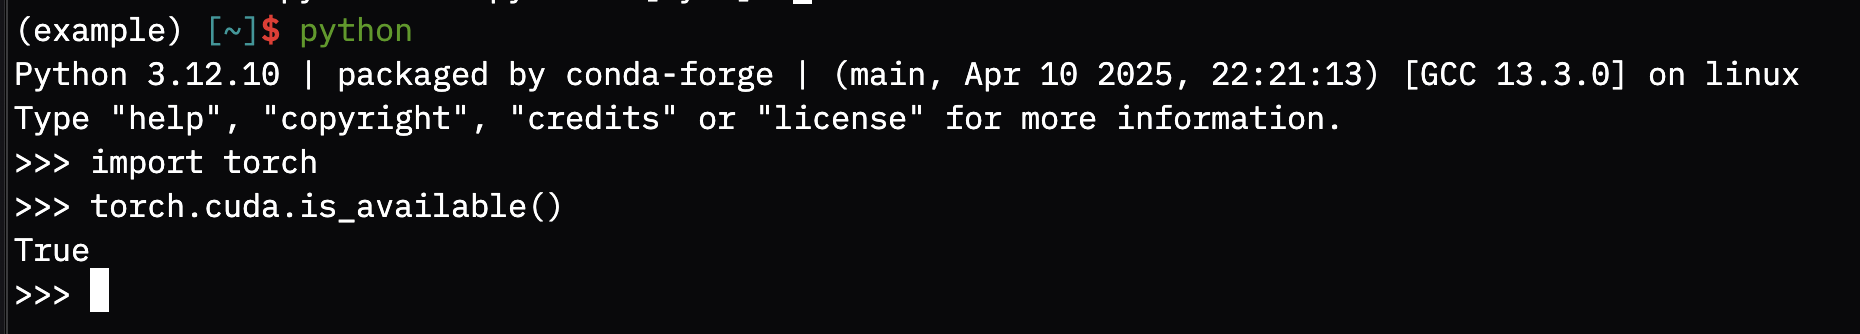 (example) [~]$ python
Python 3.12.10 | packaged by conda-forge | (main, Apr 10 2025, 22:21:13) [GCC 13.3.0] on linux
Type "help", "copyright", "credits" or "license" for more information.
>>> import torch
>>> torch.cuda.is_available()
True
>>>